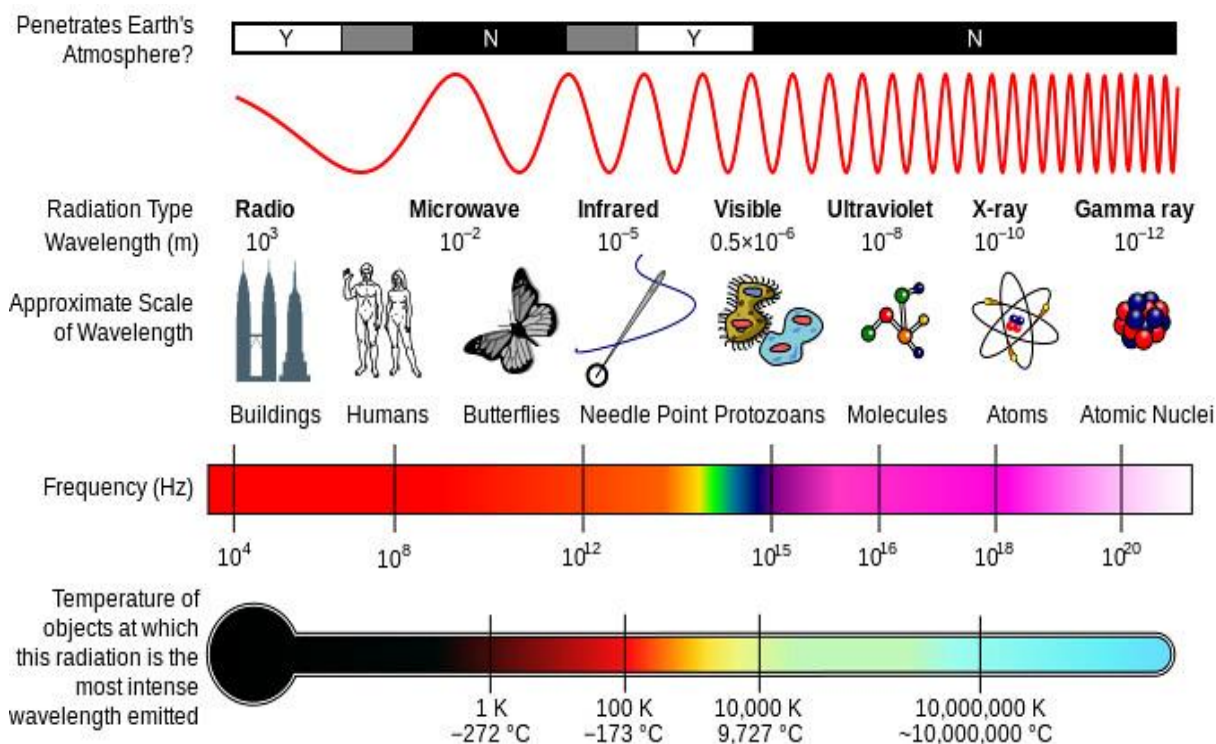 Penetrates Earth's
Atmosphere?
Y N Y N
Radiation Type Radio Microwave Infrared Visible Ultraviolet X-ray Gamma ray
Wavelength (m) 10³ 10⁻² 10⁻⁵ 0.5×10⁻⁶ 10⁻⁸ 10⁻¹⁰ 10⁻¹²
Approximate Scale
of Wavelength
Buildings Humans Butterflies Needle Point Protozoans Molecules Atoms Atomic Nuclei
Frequency (Hz)
10⁴ 10⁸ 10¹² 10¹⁵ 10¹⁶ 10¹⁸ 10²⁰
Temperature of
objects at which
this radiation is the
most intense
wavelength emitted
1 K 100 K 10,000 K 10,000,000 K
−272 °C −173 °C 9,727 °C ~10,000,000 °C